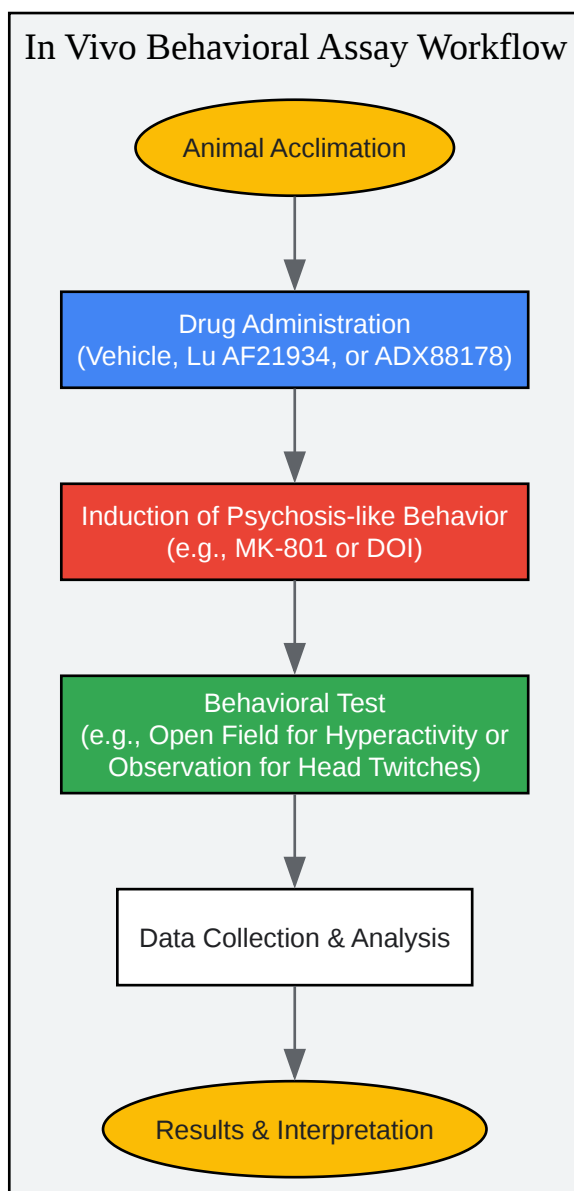 In Vivo Behavioral Assay Workflow
Animal Acclimation
Drug Administration
(Vehicle, Lu AF21934, or ADX88178)
Induction of Psychosis-like Behavior
(e.g., MK-801 or DOI)
Behavioral Test
(e.g., Open Field for Hyperactivity or
Observation for Head Twitches)
Data Collection & Analysis
Results & Interpretation